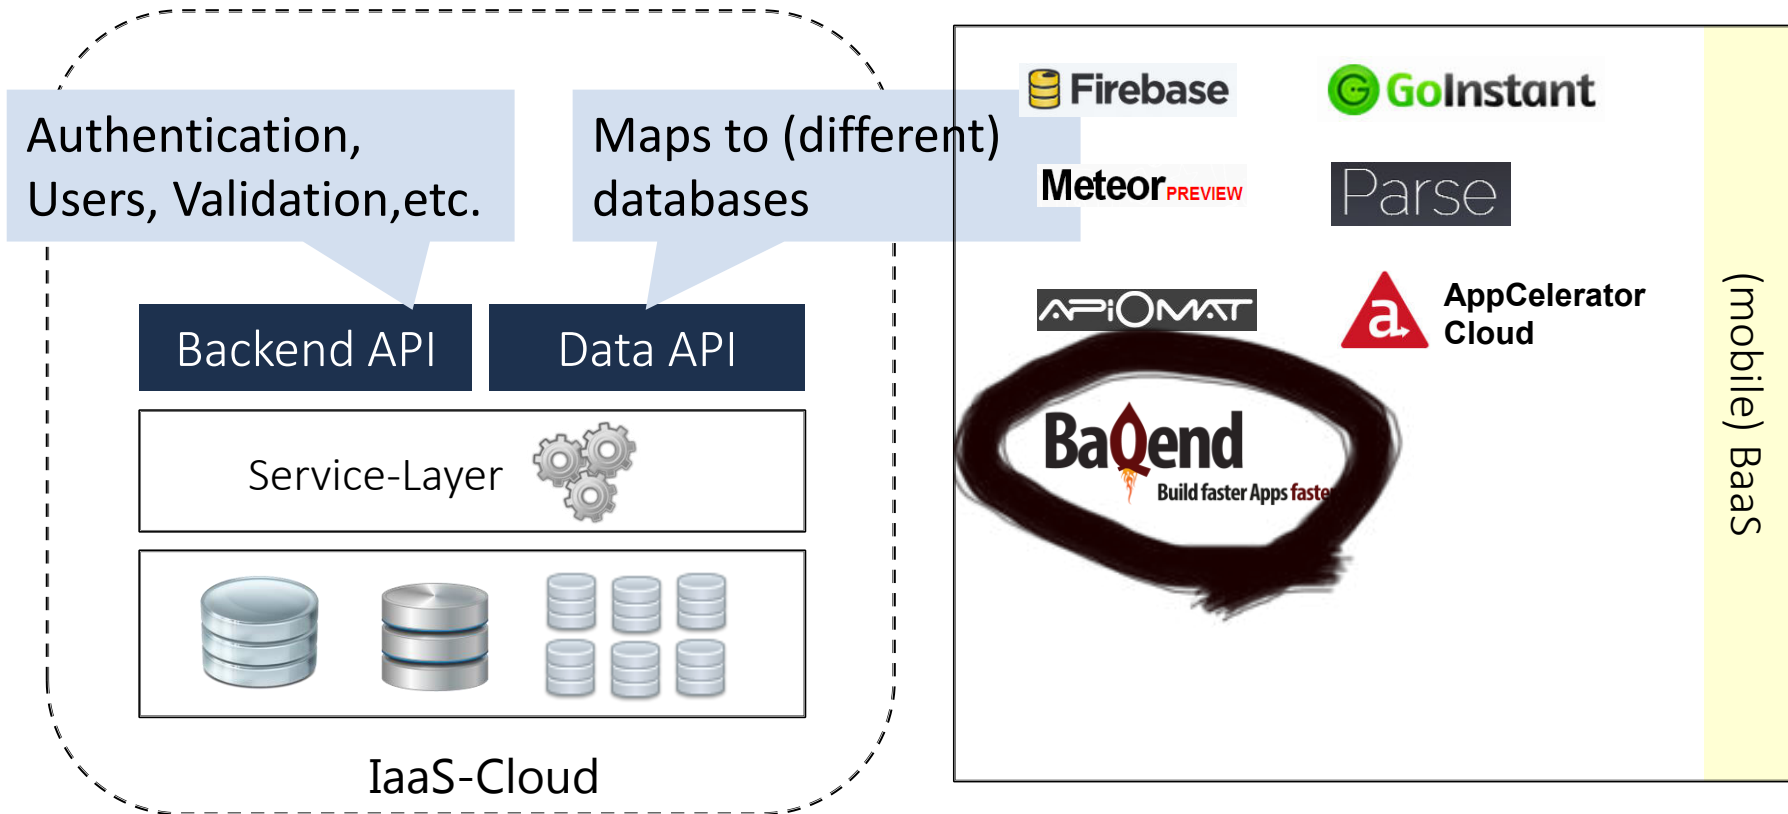 Authentication,
Users, Validation,etc.
Maps to (different)
databases
Backend API
Data API
Service-Layer
IaaS-Cloud
Firebase
GoInstant
Meteor PREVIEW
Parse
APiOMAT
AppCelerator
Cloud
BaQend
Build faster Apps faster
(mobile) BaaS